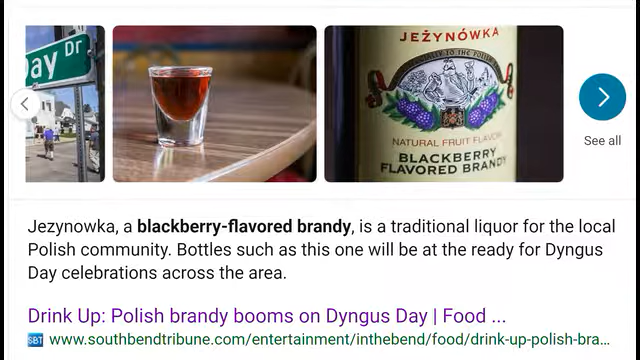 ay Dr
JEŻYNÓWKA
NATURAL FRUIT FLAVOR
BLACKBERRY
FLAVORED BRANDY
See all
Jezynowka, a blackberry-flavored brandy, is a traditional liquor for the local
Polish community. Bottles such as this one will be at the ready for Dyngus
Day celebrations across the area.
Drink Up: Polish brandy booms on Dyngus Day | Food ...
SBT www.southbendtribune.com/entertainment/inthebend/food/drink-up-polish-bra...